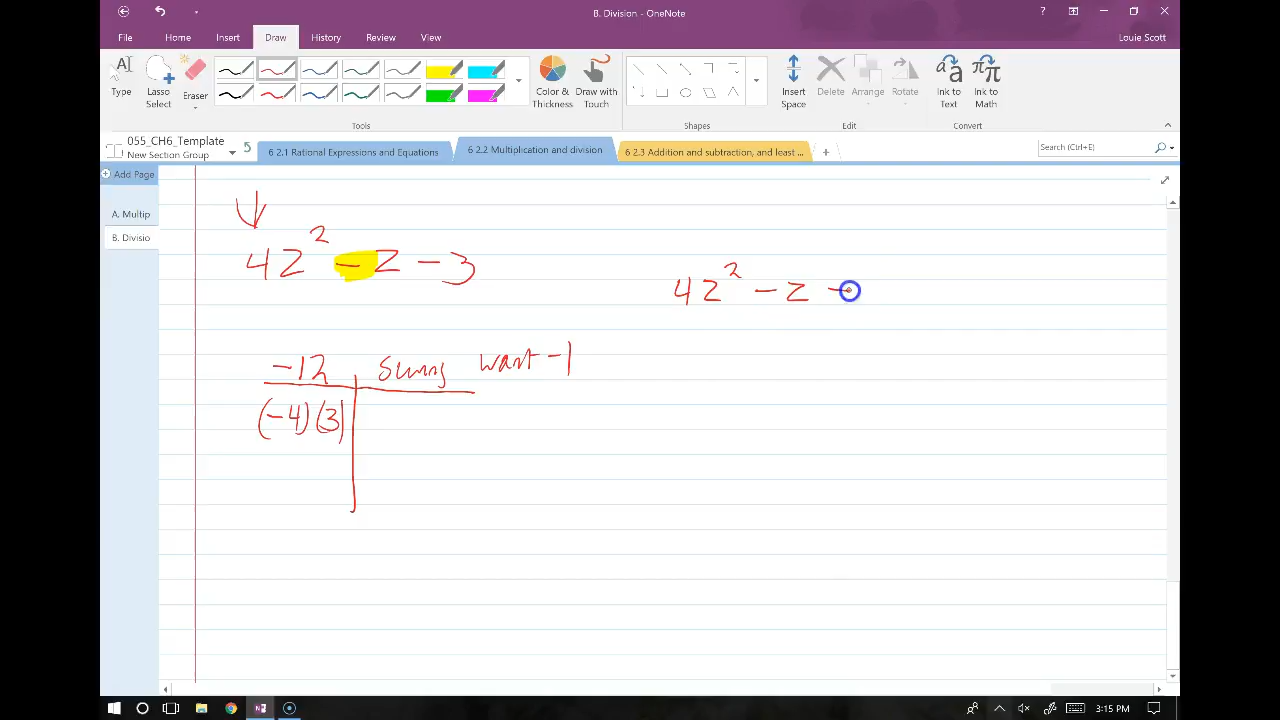 B. Division - OneNote
File Home Insert Draw History Review View Louie Scott
Type Lasso Select Eraser Color & Thickness Draw with Touch Insert Space Delete Arrange Rotate Ink to Text Ink to Math
Tools Shapes Edit Convert
055_CH6_Template
New Section Group
6 2.1 Rational Expressions and Equations 6 2.2 Multiplication and division 6 2.3 Addition and subtraction, and least ... Search (Ctrl+E)
Add Page
A. Multip
B. Divisio
4z² - z - 3
4z² - z -
-12 Sums want -1
(-4)(3)
3:15 PM